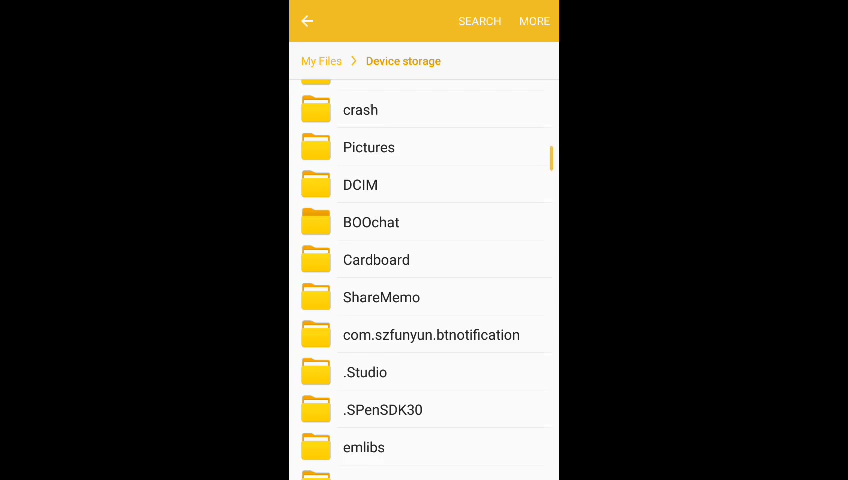 SEARCH MORE
My Files > Device storage
crash
Pictures
DCIM
BOOchat
Cardboard
ShareMemo
com.szfunyun.btnotification
.Studio
.SPenSDK30
emlibs